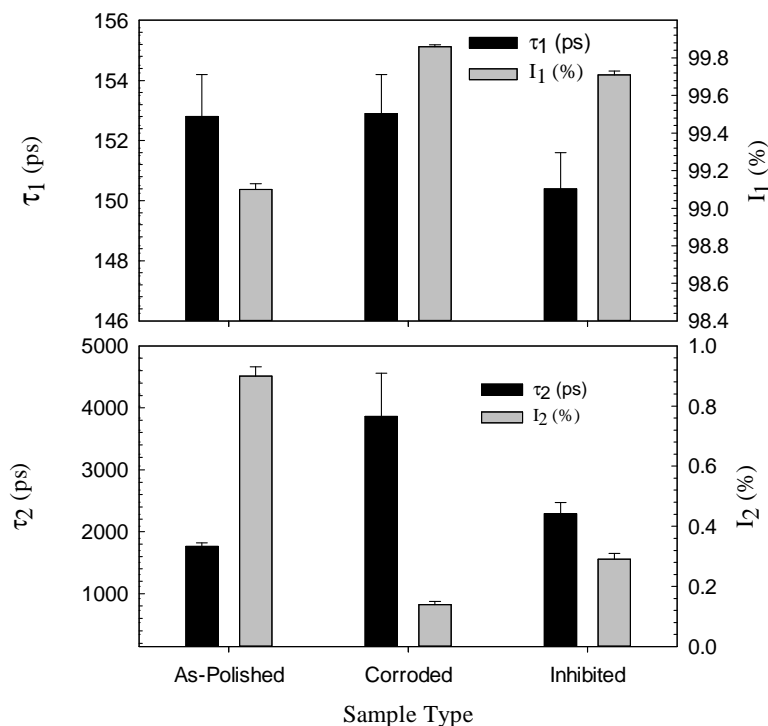 156
154
152
150
148
146
τ1 (ps)
τ1 (ps)
I1 (%)
99.8
99.6
99.4
99.2
99.0
98.8
98.6
98.4
I1 (%)
5000
4000
3000
2000
1000
τ2 (ps)
τ2 (ps)
I2 (%)
1.0
0.8
0.6
0.4
0.2
0.0
I2 (%)
As-Polished Corroded Inhibited
Sample Type